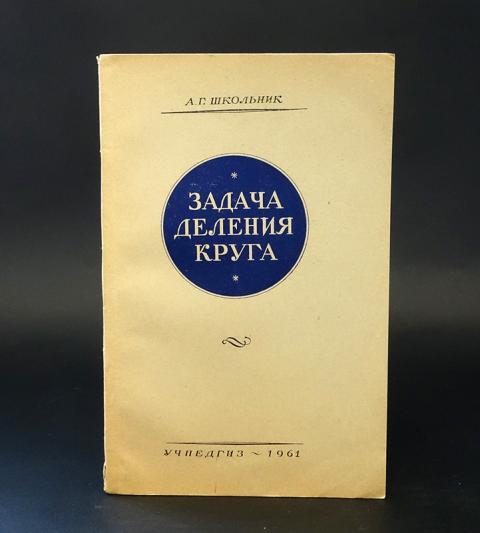 А. Г. ШКОЛЬНИК
ЗАДАЧА
ДЕЛЕНИЯ
КРУГА
УЧПЕДГИЗ ~ 1961